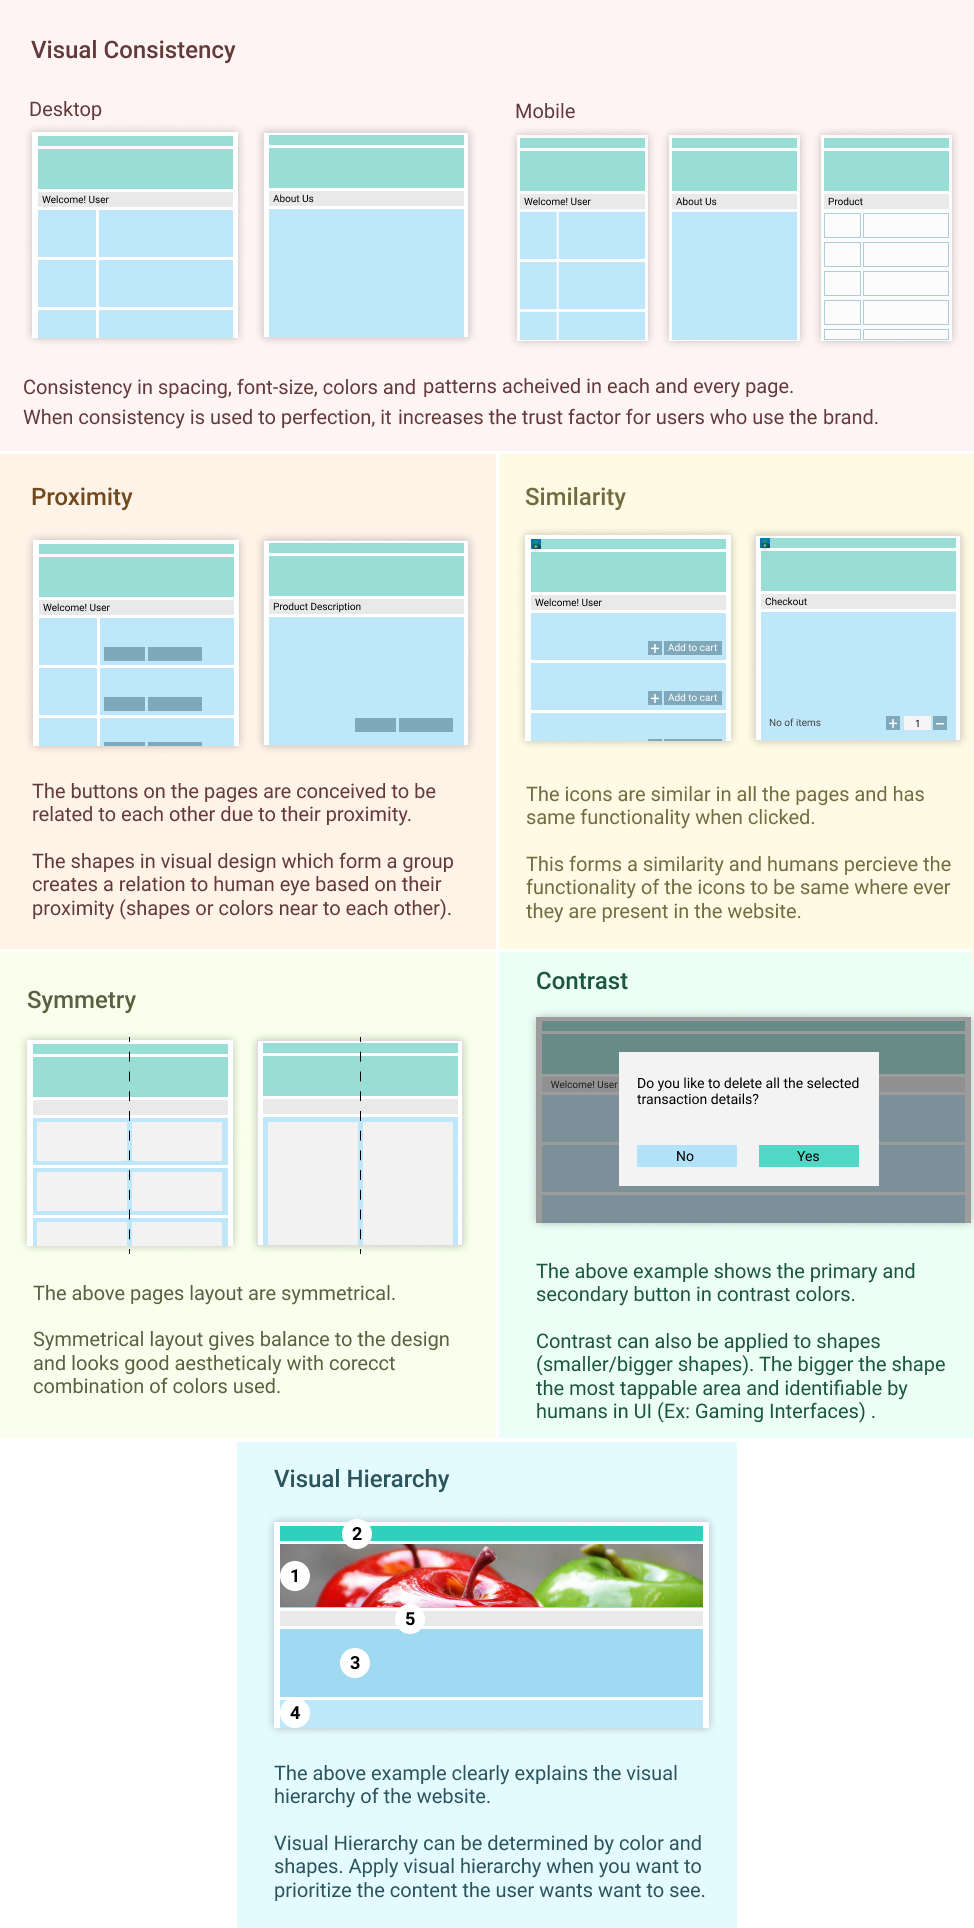 Visual Consistency
Desktop
Mobile
Welcome! User
About Us
Welcome! User
About Us
Product
Consistency in spacing, font-size, colors and patterns acheived in each and every page.
When consistency is used to perfection, it increases the trust factor for users who use the brand.
Proximity
Welcome! User
Product Description
The buttons on the pages are conceived to be
related to each other due to their proximity.
The shapes in visual design which form a group
creates a relation to human eye based on their
proximity (shapes or colors near to each other).
Similarity
Welcome! User
+ Add to cart
+ Add to cart
Checkout
No of items
+ 1 −
The icons are similar in all the pages and has
same functionality when clicked.
This forms a similarity and humans percieve the
functionality of the icons to be same where ever
they are present in the website.
Symmetry
The above pages layout are symmetrical.
Symmetrical layout gives balance to the design
and looks good aestheticaly with corecct
combination of colors used.
Contrast
Welcome! User
Do you like to delete all the selected
transaction details?
No
Yes
The above example shows the primary and
secondary button in contrast colors.
Contrast can also be applied to shapes
(smaller/bigger shapes). The bigger the shape
the most tappable area and identifiable by
humans in UI (Ex: Gaming Interfaces) .
Visual Hierarchy
2
1
5
3
4
The above example clearly explains the visual
hierarchy of the website.
Visual Hierarchy can be determined by color and
shapes. Apply visual hierarchy when you want to
prioritize the content the user wants want to see.